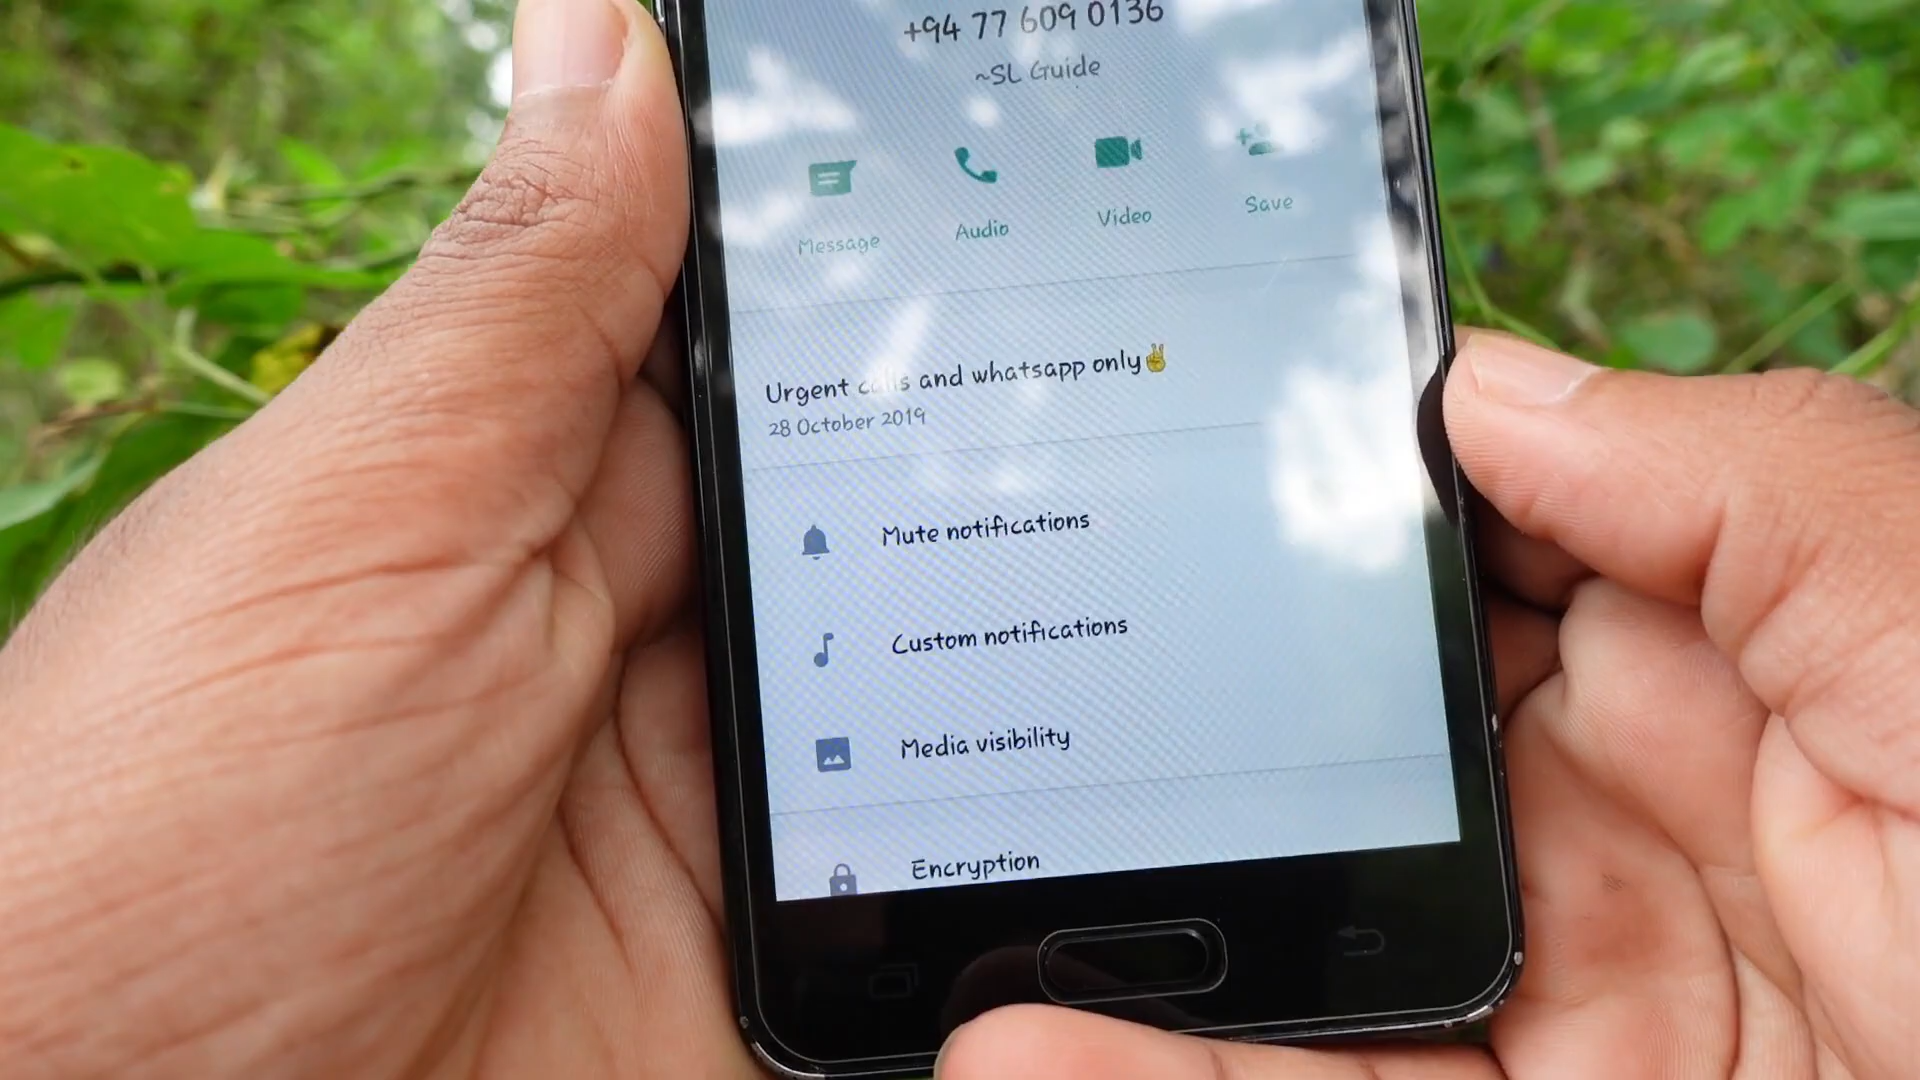 +94 77 609 0136
~SL Guide
Message Audio Video Save
Urgent calls and whatsapp only✌
28 October 2019
Mute notifications
Custom notifications
Media visibility
Encryption